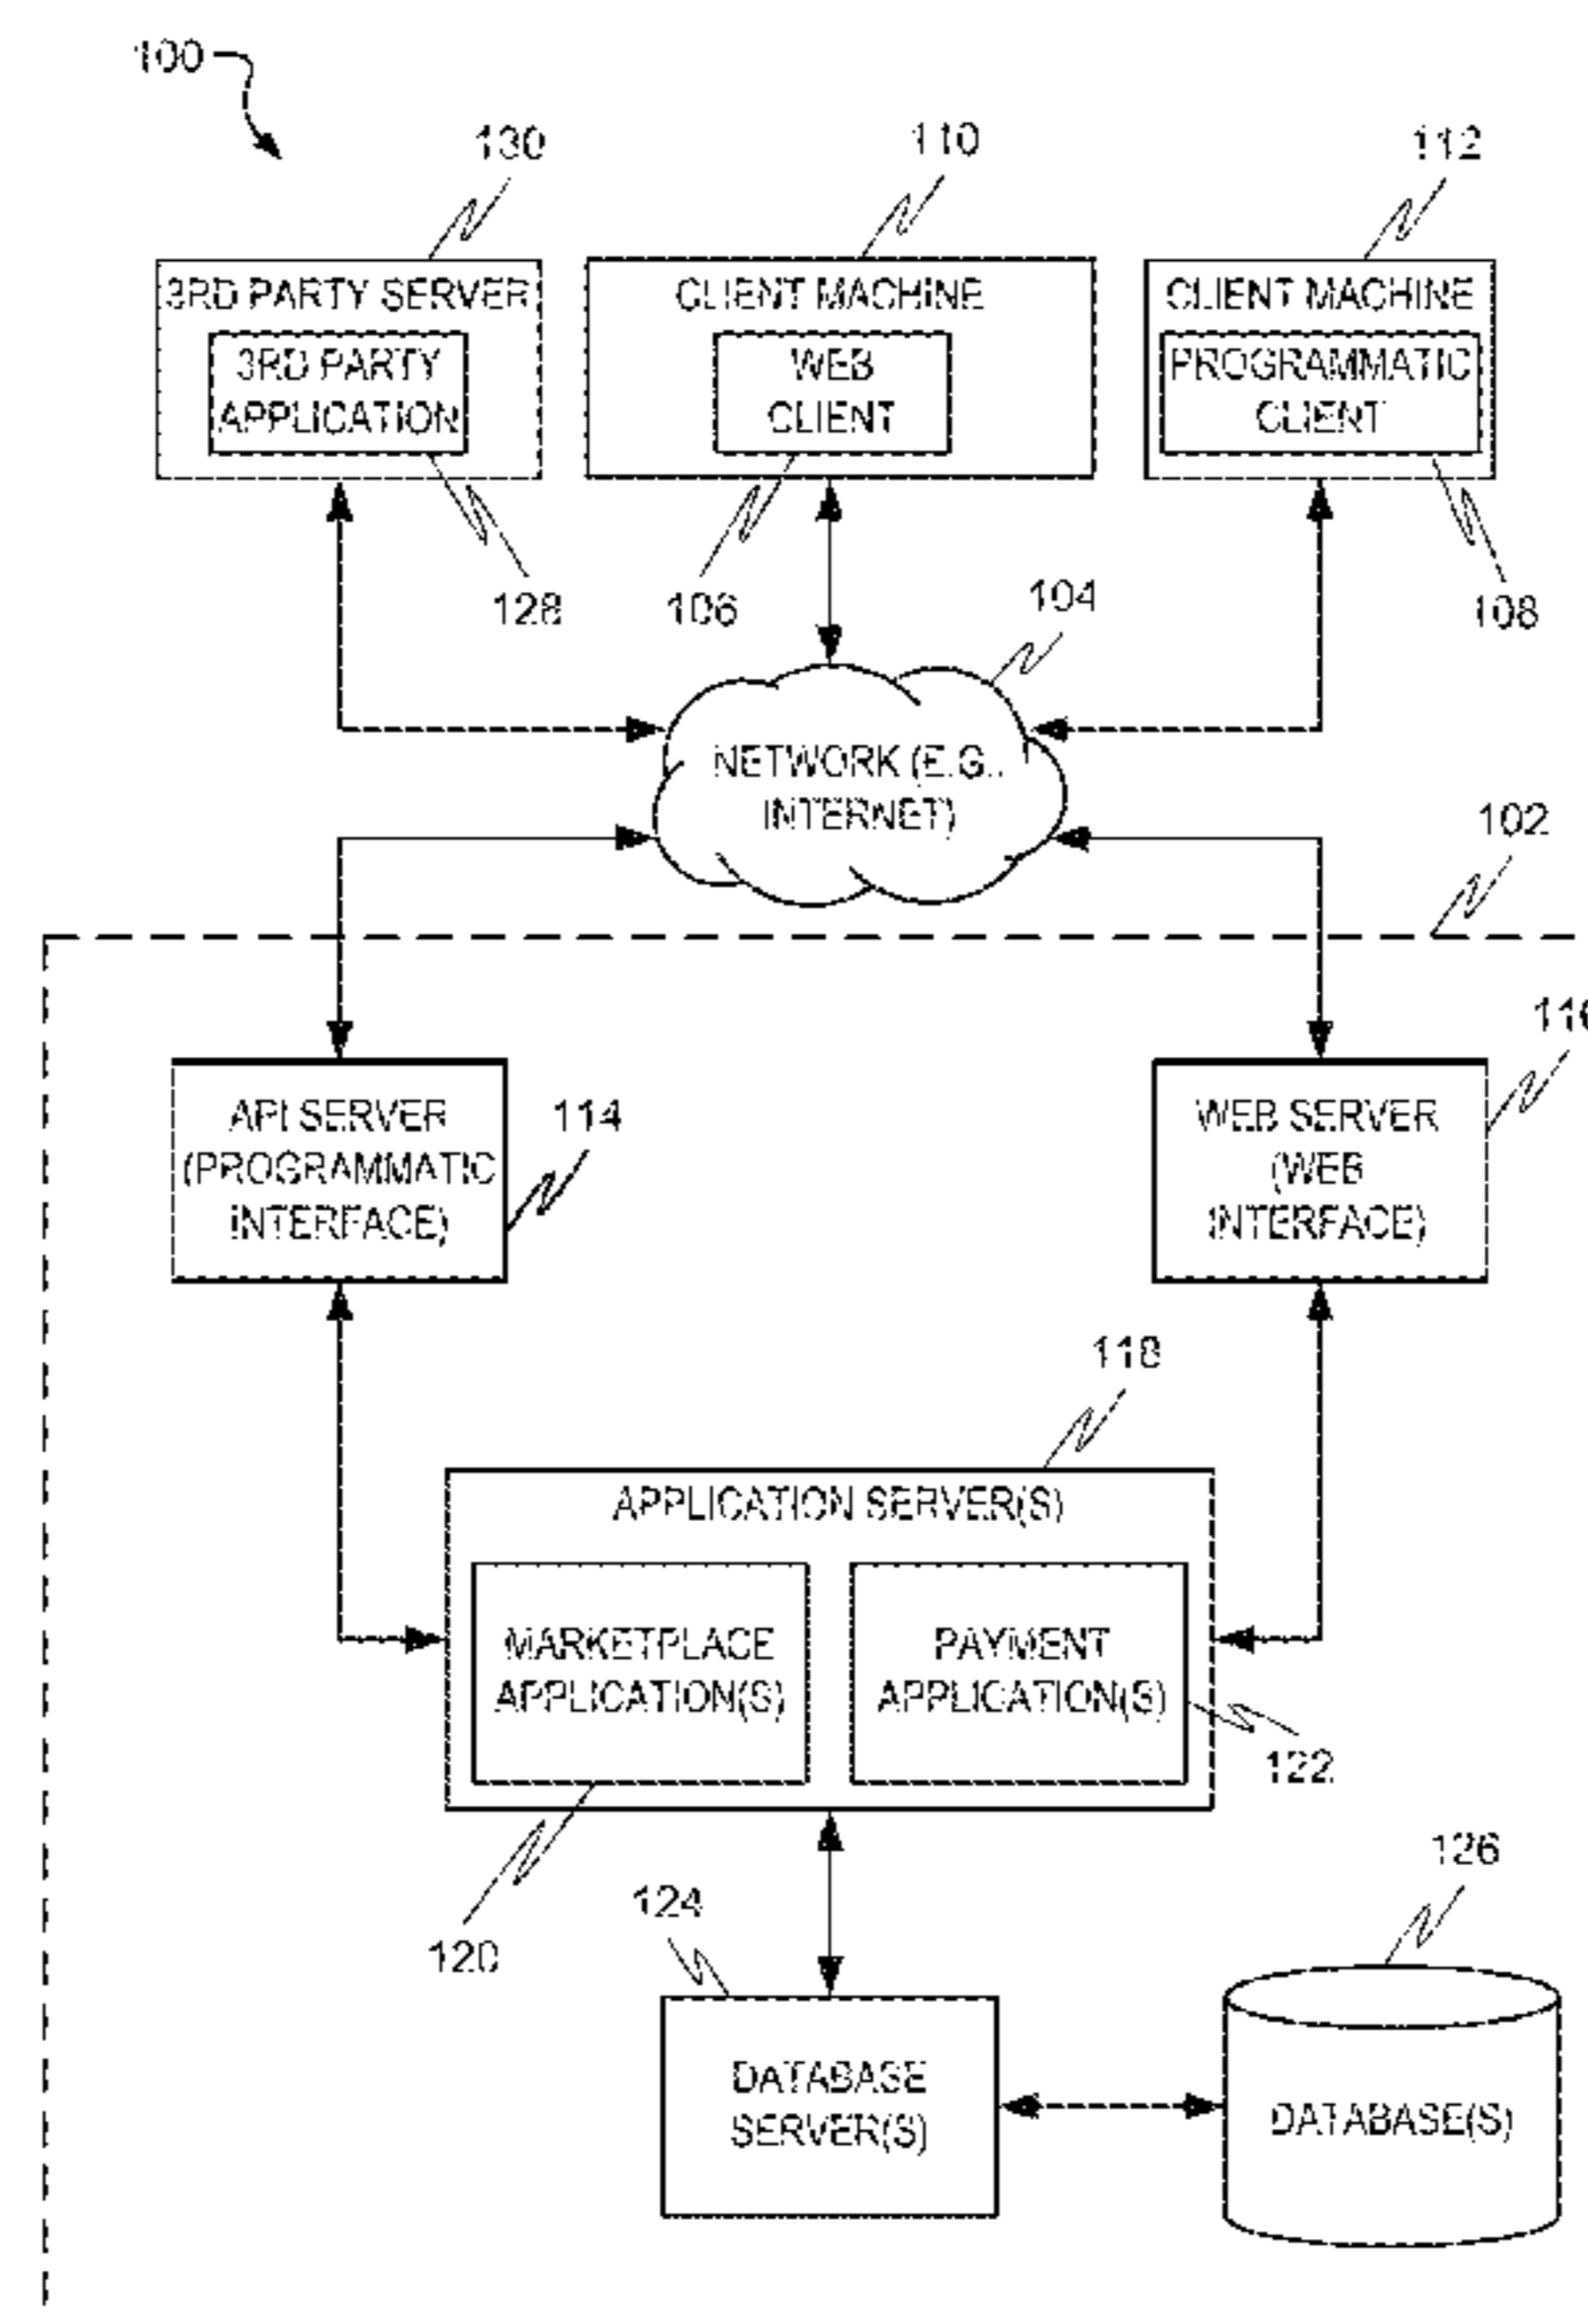 100
130
110
112
3RD PARTY SERVER
3RD PARTY
APPLICATION
CLIENT MACHINE
WEB
CLIENT
CLIENT MACHINE
PROGRAMMATIC
CLIENT
128
106
104
108
NETWORK (E.G.,
INTERNET)
102
API SERVER
(PROGRAMMATIC
INTERFACE)
114
WEB SERVER
(WEB
INTERFACE)
118
APPLICATION SERVER(S)
MARKETPLACE
APPLICATION(S)
PAYMENT
APPLICATION(S)
122
120
124
126
DATABASE
SERVER(S)
DATABASE(S)